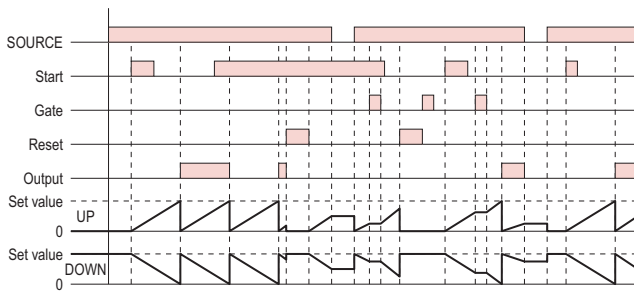 SOURCE
Start
Gate
Reset
Output
Set value
UP
0
Set value
DOWN
0